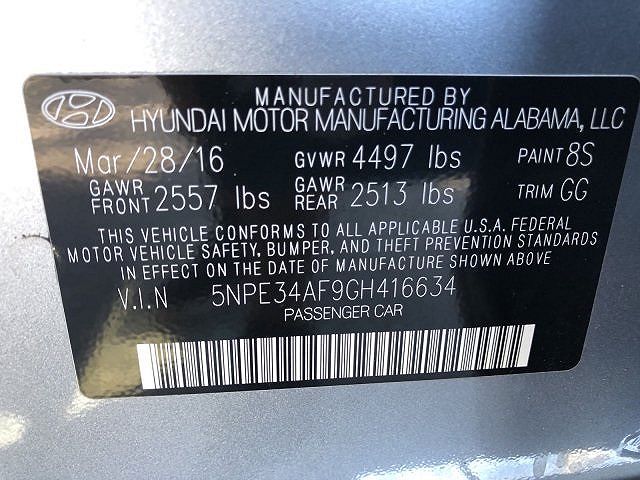 MANUFACTURED BY
HYUNDAI MOTOR MANUFACTURING ALABAMA, LLC
Mar/28/16 GVWR 4497 lbs PAINT 8S
GAWR FRONT 2557 lbs GAWR REAR 2513 lbs TRIM GG
THIS VEHICLE CONFORMS TO ALL APPLICABLE U.S.A. FEDERAL
MOTOR VEHICLE SAFETY, BUMPER, AND THEFT PREVENTION STANDARDS
IN EFFECT ON THE DATE OF MANUFACTURE SHOWN ABOVE.
V.I.N 5NPE34AF9GH416634
PASSENGER CAR